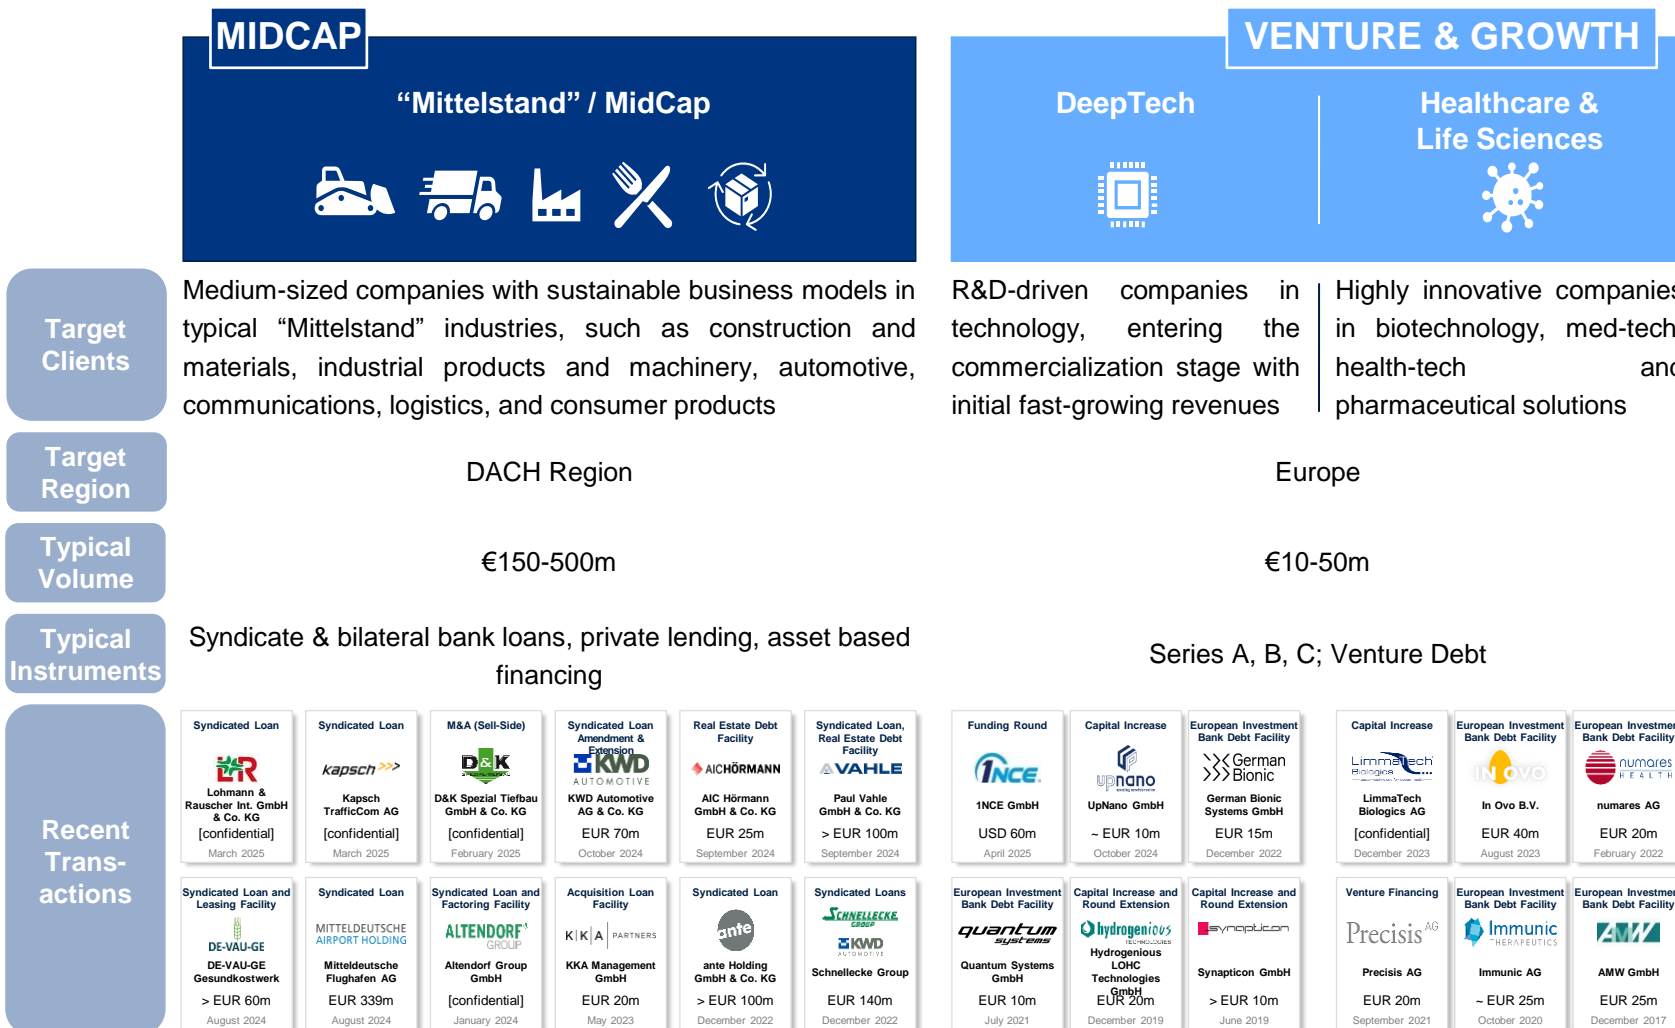 MIDCAP
“Mittelstand” / MidCap
VENTURE & GROWTH
DeepTech
Healthcare &
Life Sciences
Target
Clients
Medium-sized companies with sustainable business models in
typical “Mittelstand” industries, such as construction and
materials, industrial products and machinery, automotive,
communications, logistics, and consumer products
R&D-driven companies in
technology, entering the
commercialization stage with
initial fast-growing revenues
Highly innovative companies
in biotechnology, med-tech
health-tech and
pharmaceutical solutions
Target
Region
DACH Region
Europe
Typical
Volume
€150-500m
€10-50m
Typical
Instruments
Syndicate & bilateral bank loans, private lending, asset based
financing
Series A, B, C; Venture Debt
Recent
Trans-
actions
Syndicated Loan
L&R
Lohmann &
Rauscher Int. GmbH
& Co. KG
[confidential]
March 2025
Syndicated Loan
kapsch >>>
Kapsch
TrafficCom AG
[confidential]
March 2025
M&A (Sell-Side)
D&K
D&K Spezial Tiefbau
GmbH & Co. KG
[confidential]
February 2025
Syndicated Loan
Amendment &
Extension
KWD
AUTOMOTIVE
KWD Automotive
AG & Co. KG
EUR 70m
October 2024
Real Estate Debt
Facility
AICHÖRMANN
AIC Hörmann
GmbH & Co. KG
EUR 25m
September 2024
Syndicated Loan,
Real Estate Debt
Facility
VAHLE
Paul Vahle
GmbH & Co. KG
> EUR 100m
September 2024
Funding Round
1NCE
1NCE GmbH
USD 60m
April 2025
Capital Increase
upnano
UpNano GmbH
~ EUR 10m
October 2024
European Investment
Bank Debt Facility
German
Bionic
German Bionic
Systems GmbH
EUR 15m
December 2022
Capital Increase
LimmaTech
Biologics
LimmaTech
Biologics AG
[confidential]
December 2023
European Investment
Bank Debt Facility
IN OVO
In Ovo B.V.
EUR 40m
August 2023
European Investmen
Bank Debt Facility
numares
HEALTH
numares AG
EUR 20m
February 2022
Syndicated Loan and
Leasing Facility
DE-VAU-GE
DE-VAU-GE
Gesundkostwerk
> EUR 60m
August 2024
Syndicated Loan
MITTELDEUTSCHE
AIRPORT HOLDING
Mitteldeutsche
Flughafen AG
EUR 339m
August 2024
Syndicated Loan and
Factoring Facility
ALTENDORF
GROUP
Altendorf Group
GmbH
[confidential]
January 2024
Acquisition Loan
Facility
K|K|A| PARTNERS
KKA Management
GmbH
EUR 20m
May 2023
Syndicated Loan
ante
ante Holding
GmbH & Co. KG
> EUR 100m
December 2022
Syndicated Loans
SCHNELLECKE
GROUP
KWD
AUTOMOTIVE
Schnellecke Group
EUR 140m
December 2022
European Investment
Bank Debt Facility
quantum
systems
Quantum Systems
GmbH
EUR 10m
July 2021
Capital Increase and
Round Extension
hydrogenious
TECHNOLOGIES
Hydrogenious
LOHC
Technologies
GmbH
EUR 20m
December 2019
Capital Increase and
Round Extension
synapticon
Synapticon GmbH
> EUR 10m
June 2019
Venture Financing
Precisis AG
Precisis AG
EUR 20m
September 2021
European Investment
Bank Debt Facility
Immunic
THERAPEUTICS
Immunic AG
~ EUR 25m
October 2020
European Investmen
Bank Debt Facility
AMW
AMW GmbH
EUR 25m
December 2017